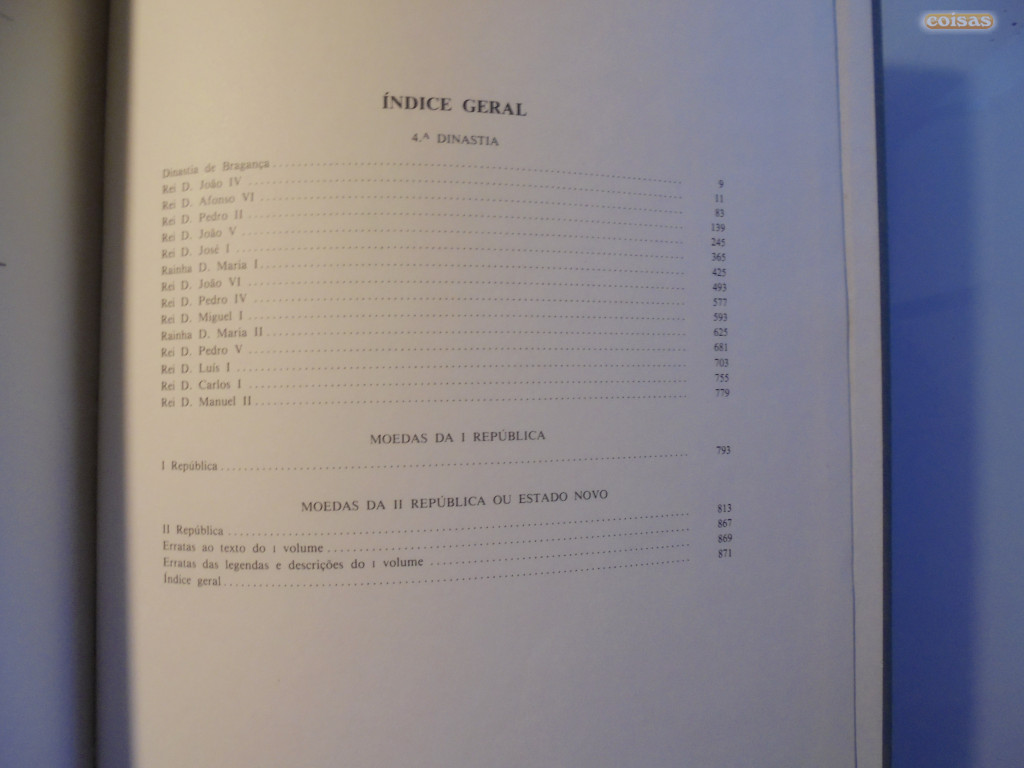 coisas
ÍNDICE GERAL
4.ª DINASTIA
Dinastia de Bragança 9
Rei D. João IV 11
Rei D. Afonso VI 83
Rei D. Pedro II 139
Rei D. João V 245
Rei D. José I 365
Rainha D. Maria I 425
Rei D. João VI 493
Rei D. Pedro IV 577
Rei D. Miguel I 593
Rainha D. Maria II 625
Rei D. Pedro V 681
Rei D. Luís I 703
Rei D. Carlos I 755
Rei D. Manuel II 779
MOEDAS DA I REPÚBLICA
I República 793
MOEDAS DA II REPÚBLICA OU ESTADO NOVO
II República 813
Erratas ao texto do I volume 867
Erratas das legendas e descrições do I volume 869
Índice geral 871